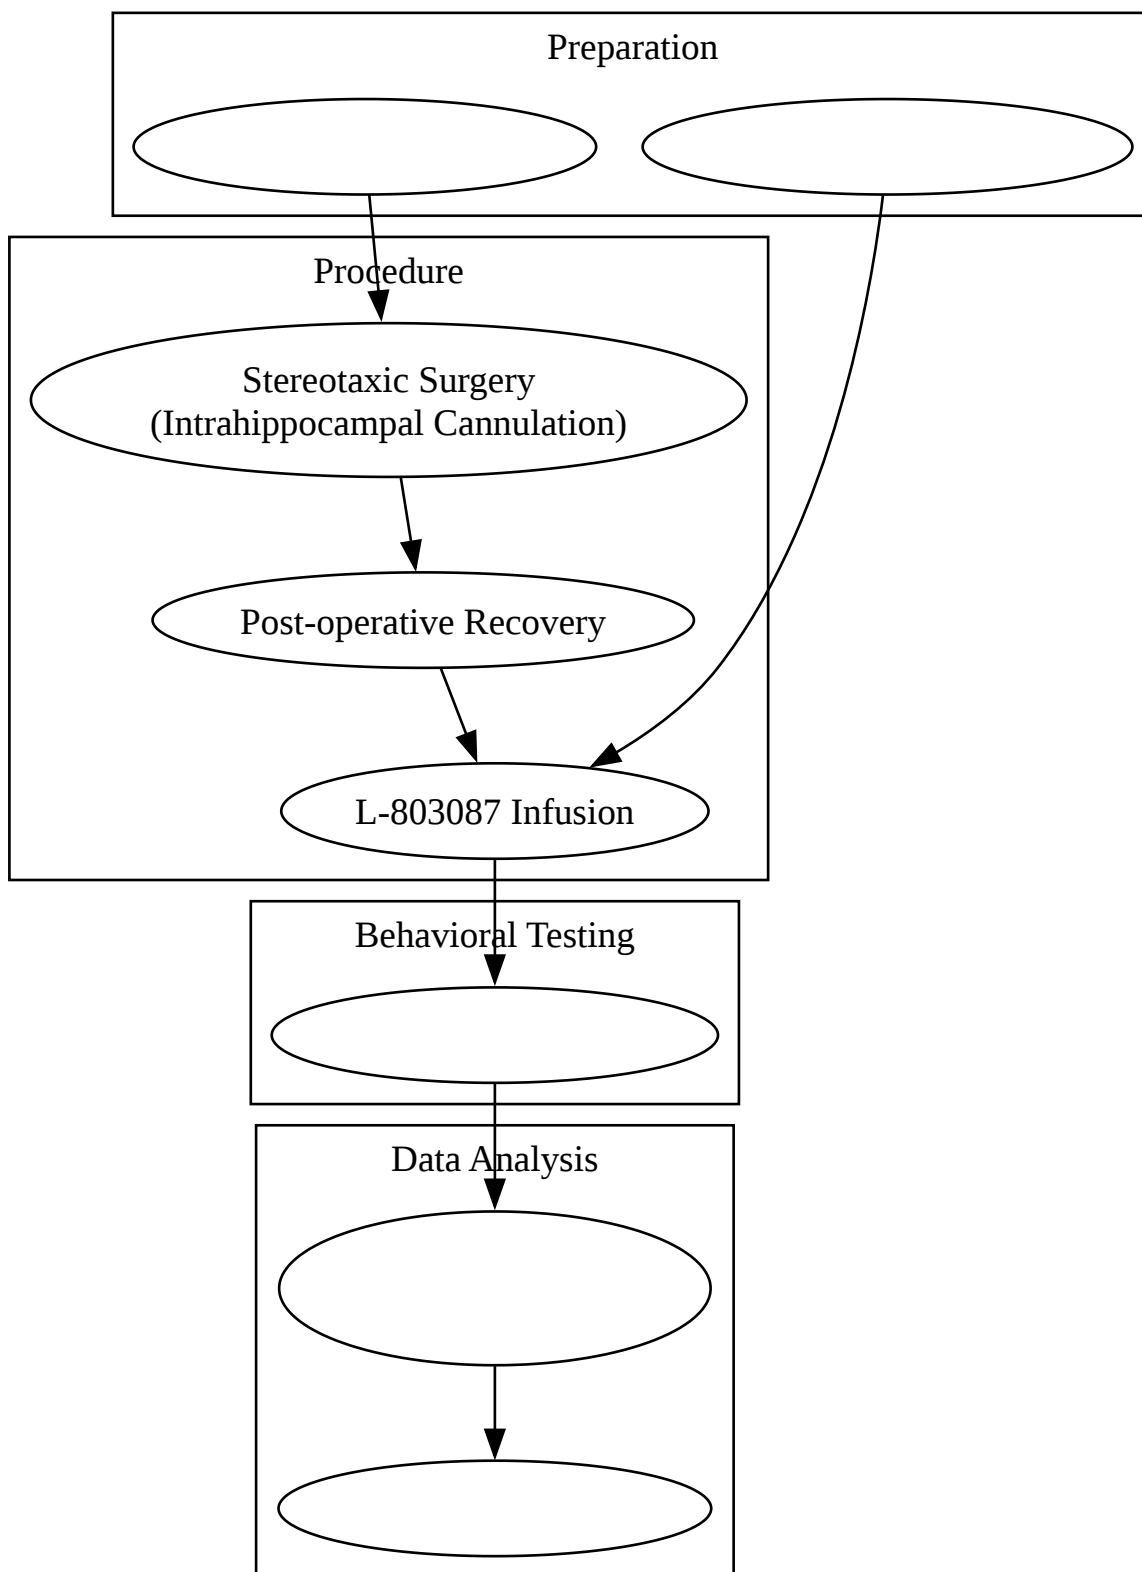 Preparation
Procedure
Stereotaxic Surgery
(Intrahippocampal Cannulation)
Post-operative Recovery
L-803087 Infusion
Behavioral Testing
Data Analysis